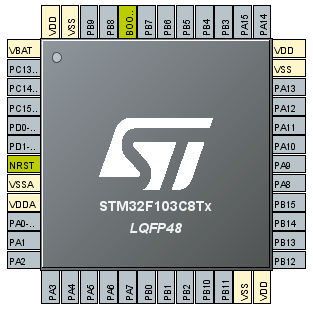 VDD VSS PB9 PB8 BOO.. PB7 PB6 PB5 PB4 PB3 PA15 PA14
VBAT
PC13..
PC14..
PC15..
PD0-..
PD1-..
NRST
VSSA
VDDA
PA0-..
PA1
PA2
ST
STM32F103C8Tx
LQFP48
VDD
VSS
PA13
PA12
PA11
PA10
PA9
PA8
PB15
PB14
PB13
PB12
PA3 PA4 PA5 PA6 PA7 PB0 PB1 PB2 PB10 PB11 VSS VDD